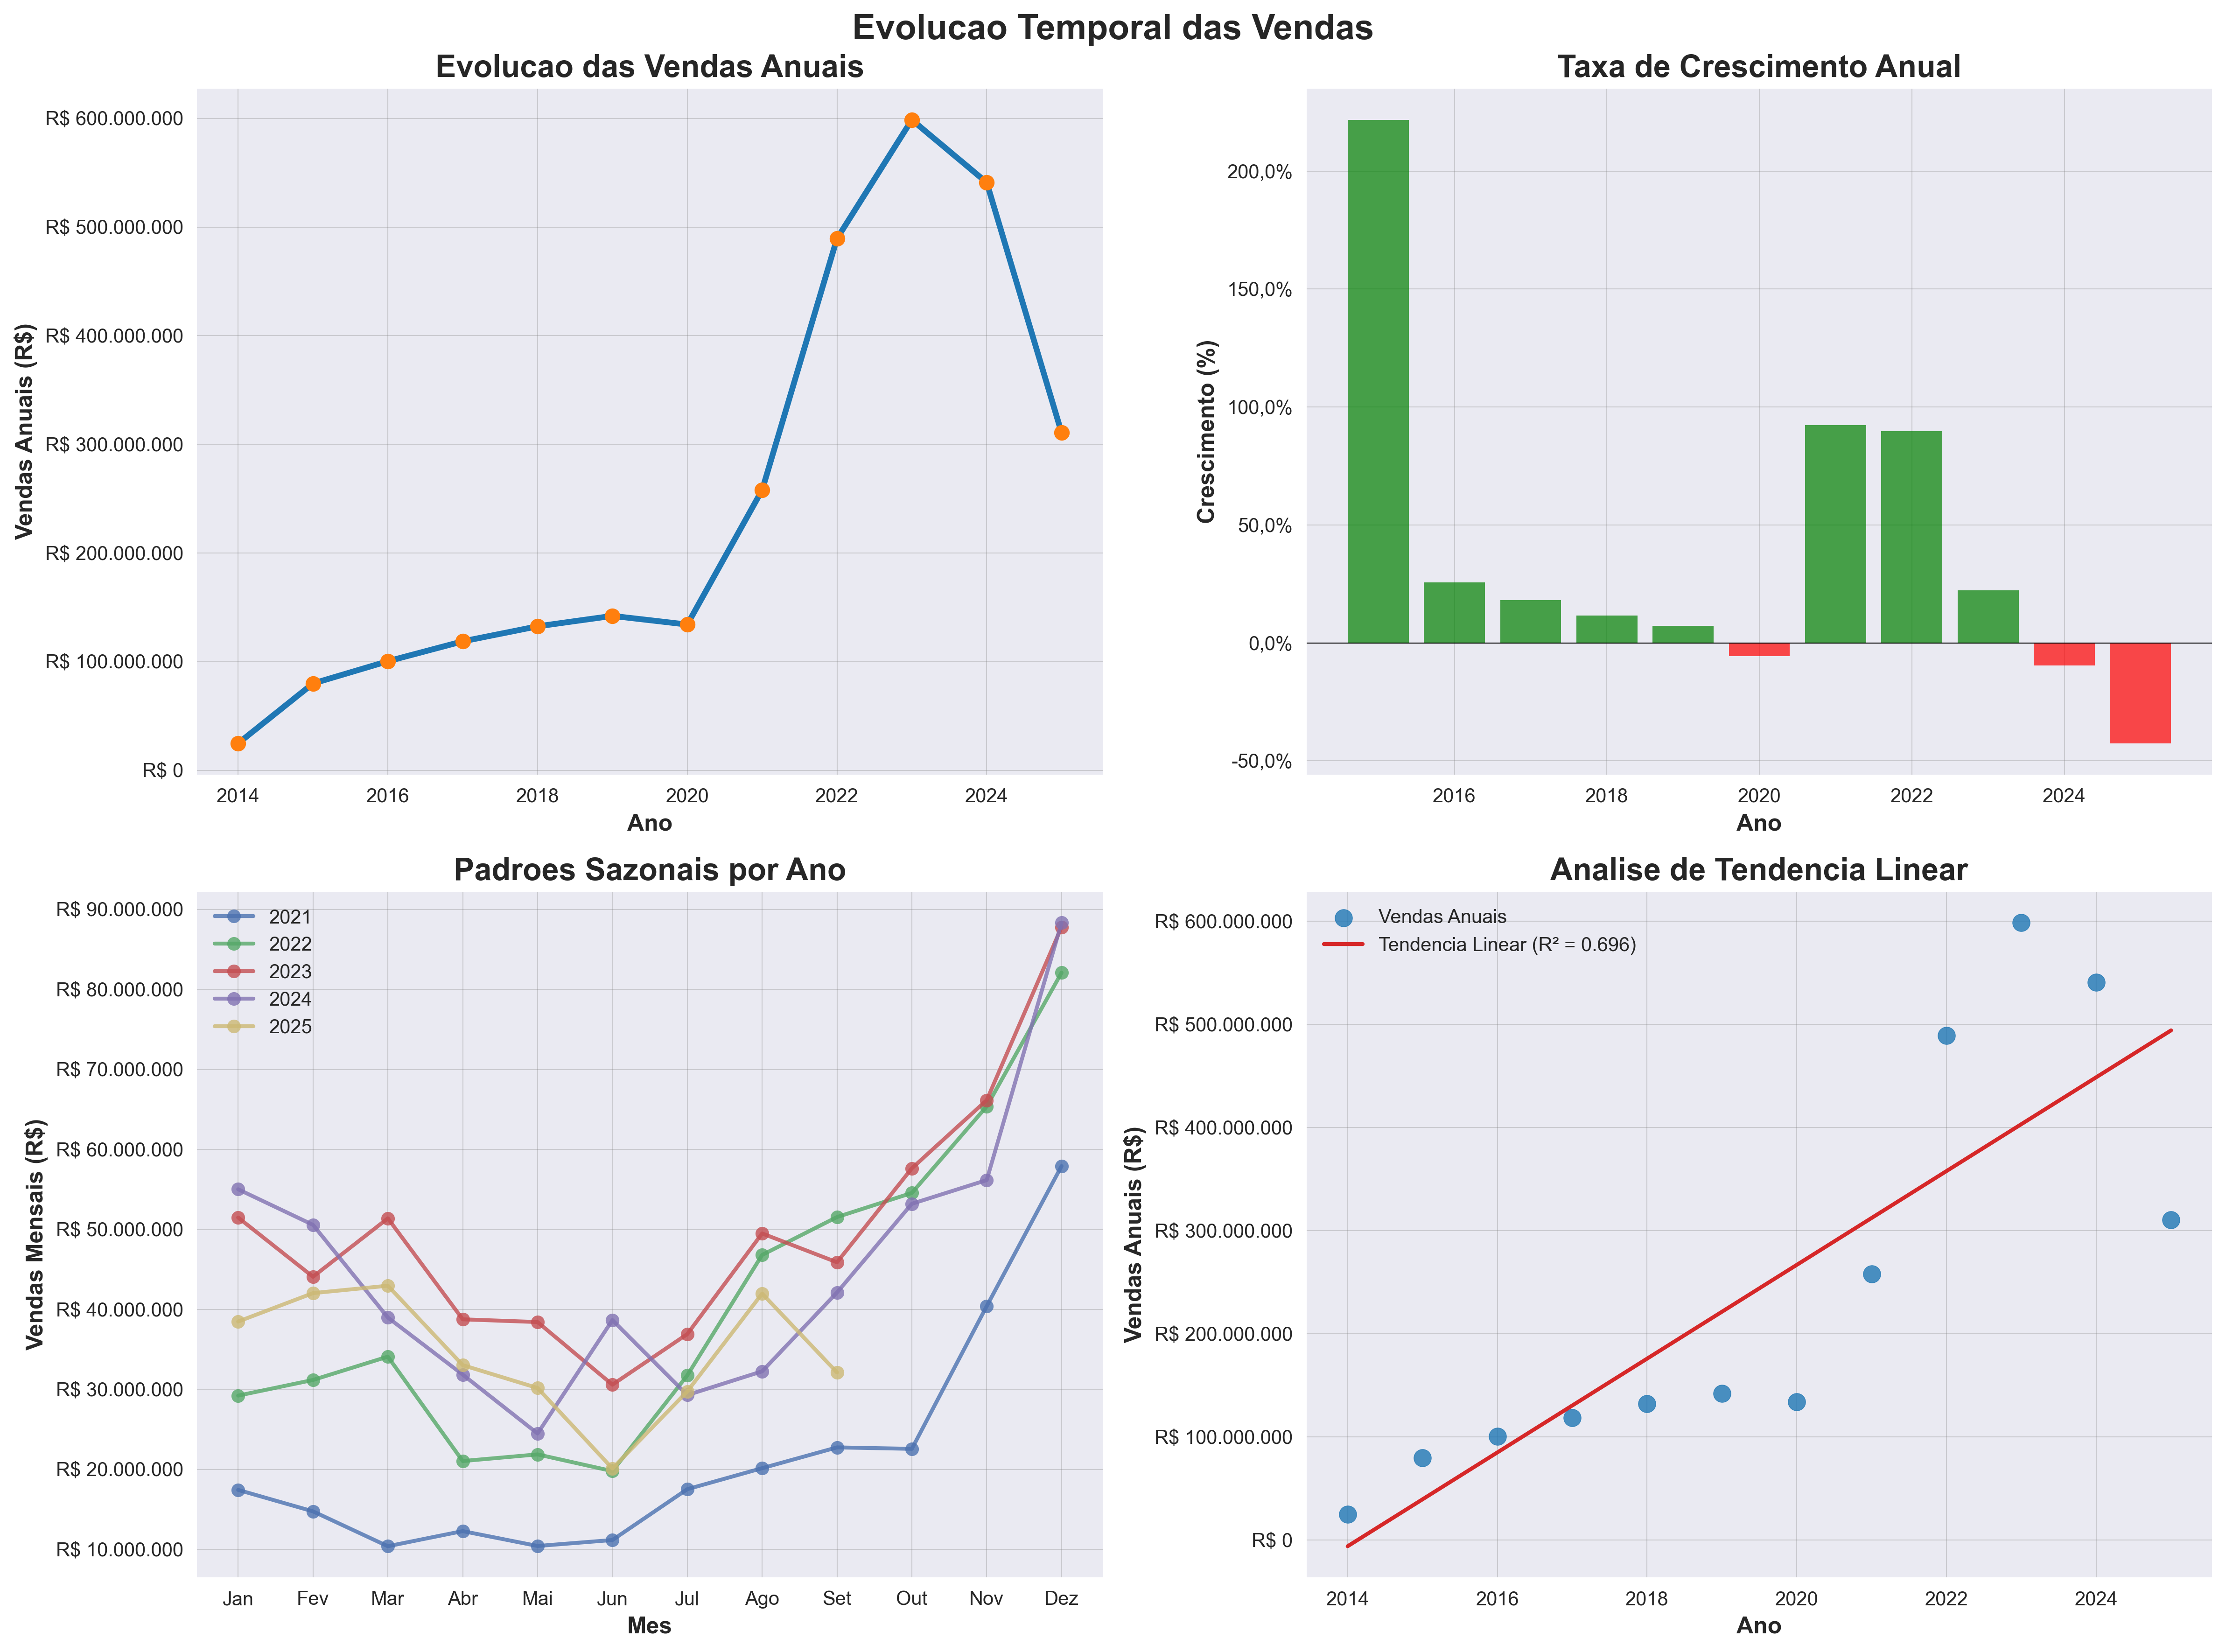 Evolucao Temporal das Vendas
Evolucao das Vendas Anuais
Vendas Anuais (R$)
R$ 600.000.000
R$ 500.000.000
R$ 400.000.000
R$ 300.000.000
R$ 200.000.000
R$ 100.000.000
R$ 0
2014 2016 2018 2020 2022 2024
Ano
Taxa de Crescimento Anual
Crescimento (%)
200,0%
150,0%
100,0%
50,0%
0,0%
-50,0%
2016 2018 2020 2022 2024
Ano
Padroes Sazonais por Ano
Vendas Mensais (R$)
R$ 90.000.000
R$ 80.000.000
R$ 70.000.000
R$ 60.000.000
R$ 50.000.000
R$ 40.000.000
R$ 30.000.000
R$ 20.000.000
R$ 10.000.000
2021
2022
2023
2024
2025
Jan Fev Mar Abr Mai Jun Jul Ago Set Out Nov Dez
Mes
Analise de Tendencia Linear
Vendas Anuais (R$)
R$ 600.000.000
R$ 500.000.000
R$ 400.000.000
R$ 300.000.000
R$ 200.000.000
R$ 100.000.000
R$ 0
Vendas Anuais
Tendencia Linear (R² = 0.696)
2014 2016 2018 2020 2022 2024
Ano